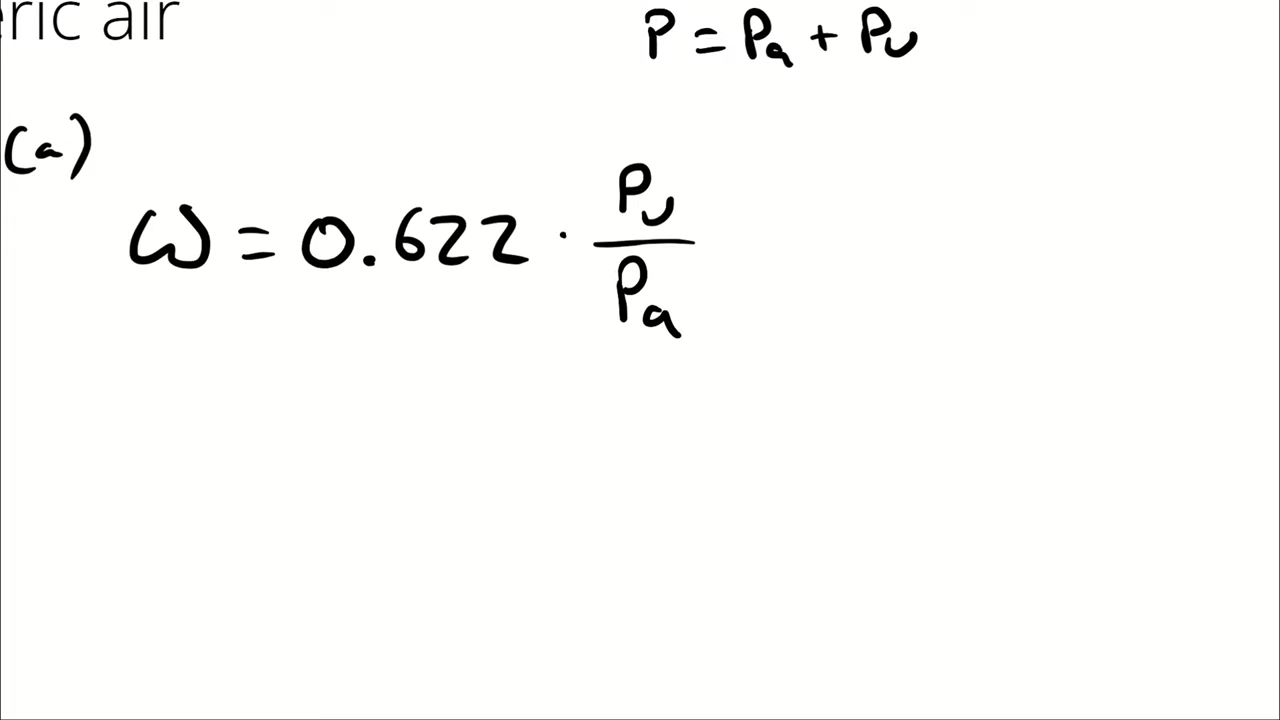 eric air
P = Pa + Pv
(a)
ω = 0.622 · Pv/Pa